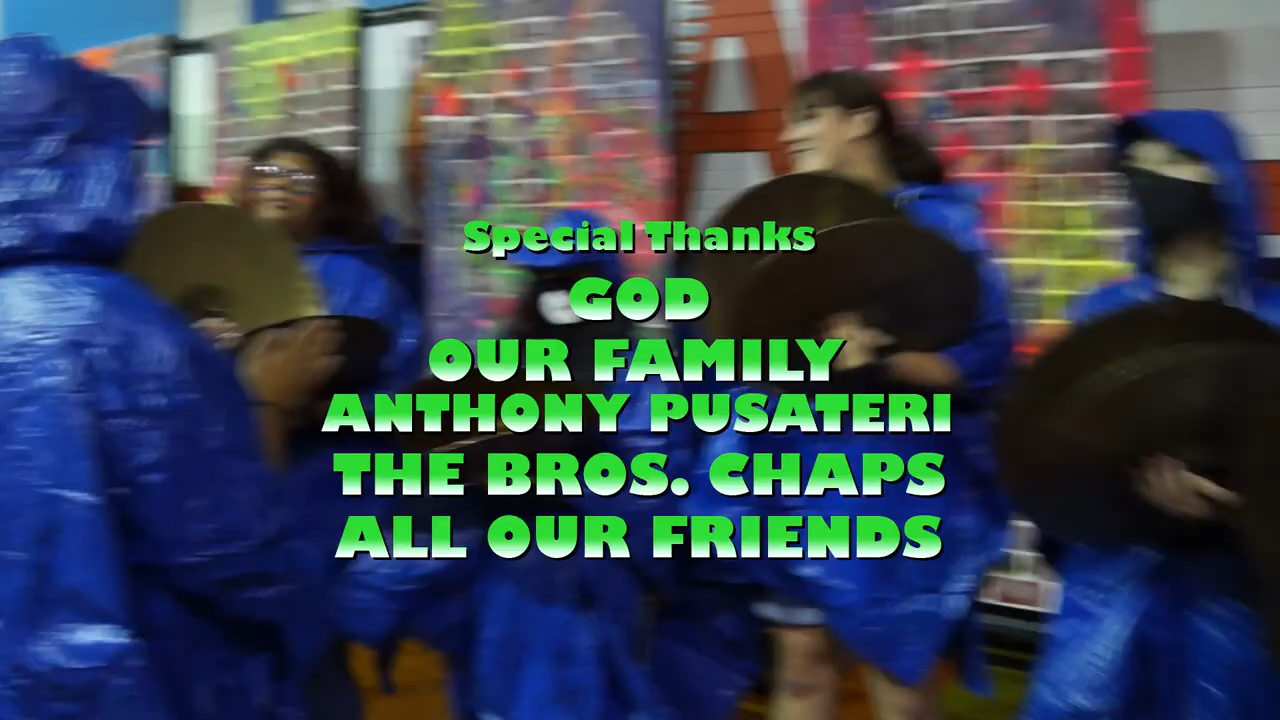 Special Thanks
GOD
OUR FAMILY
ANTHONY PUSATERI
THE BROS. CHAPS
ALL OUR FRIENDS